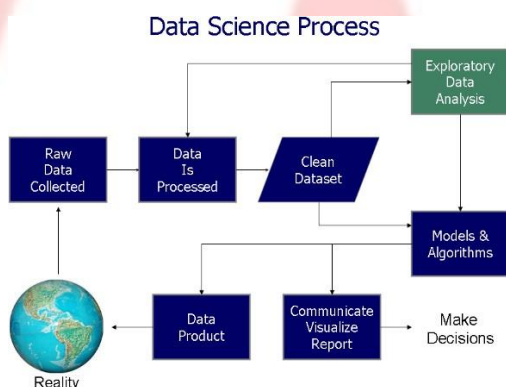 Data Science Process
Exploratory
Data
Analysis
Raw
Data
Collected
Data
Is
Processed
Clean
Dataset
Models &
Algorithms
Data
Product
Communicate
Visualize
Report
Make
Decisions
Reality